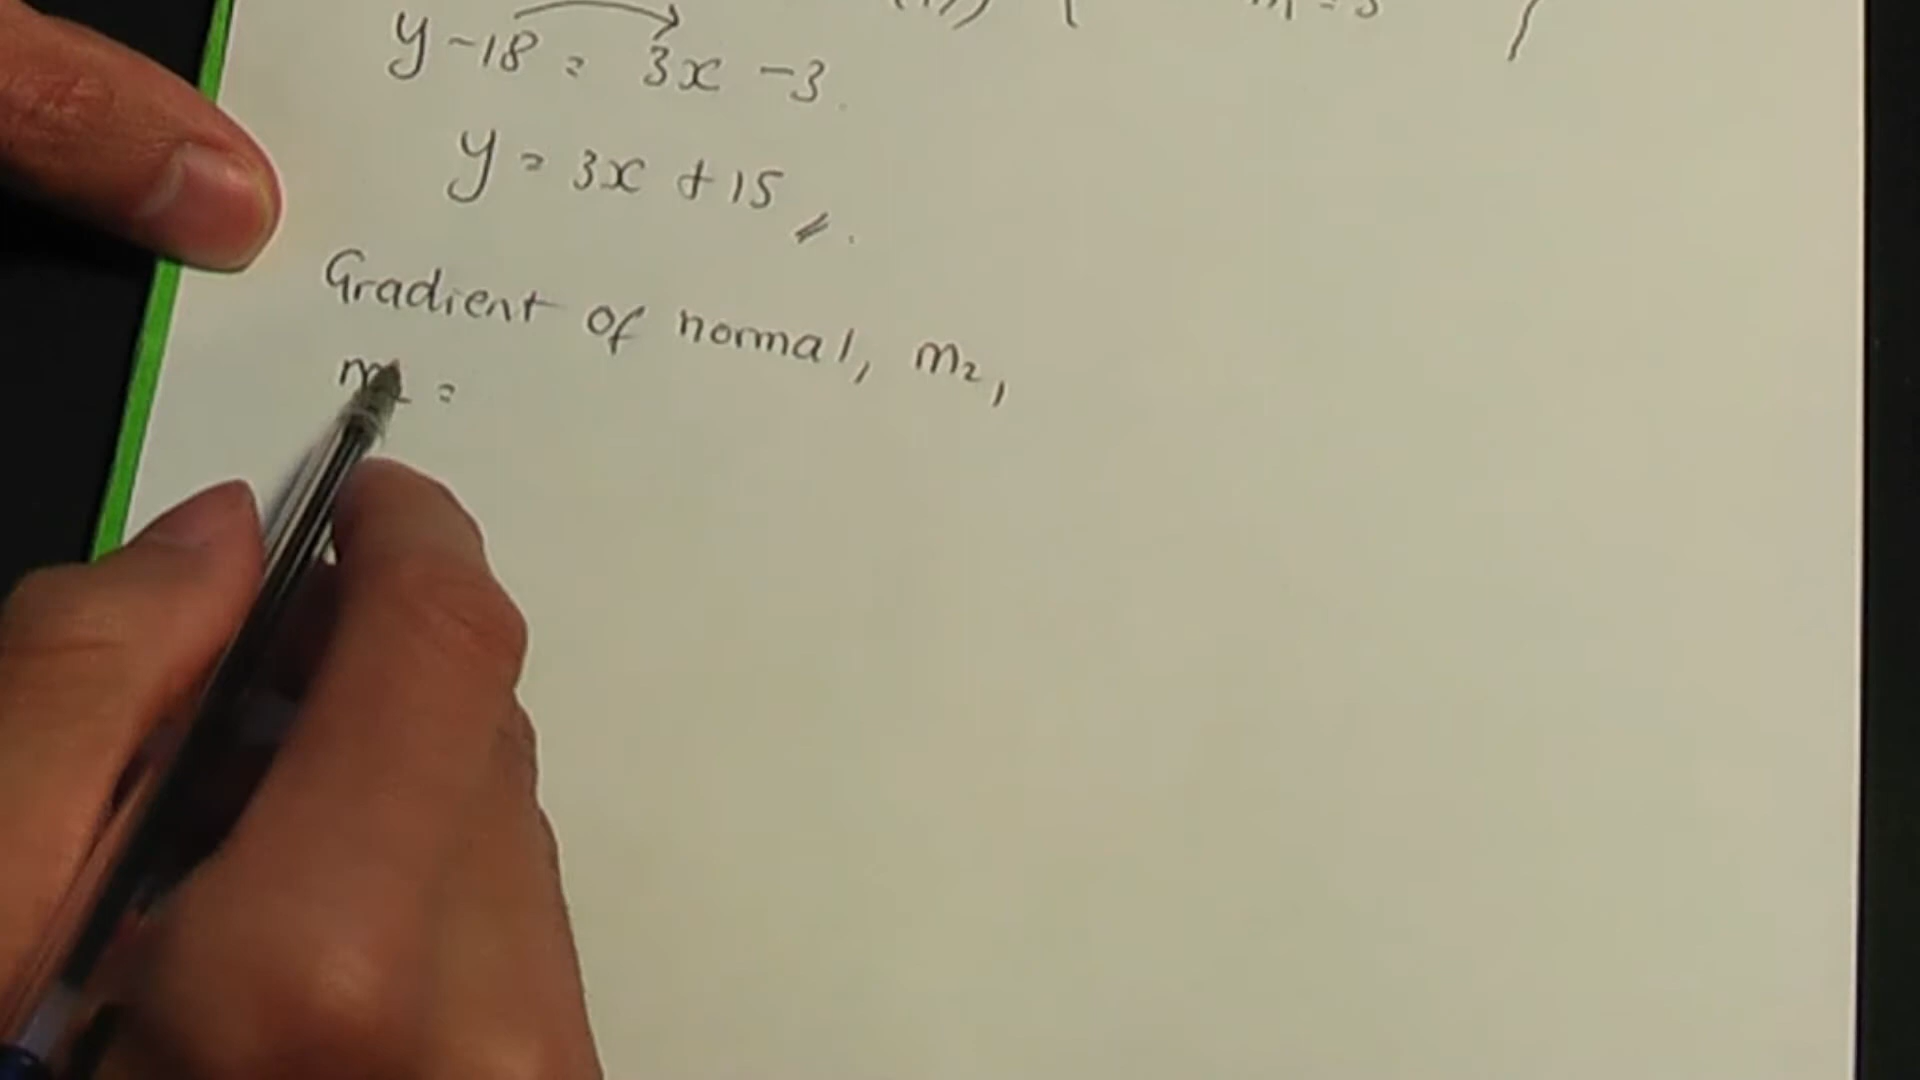 y - 18 = 3x - 3
y = 3x + 15
Gradient of normal, m₂,
m₂ =